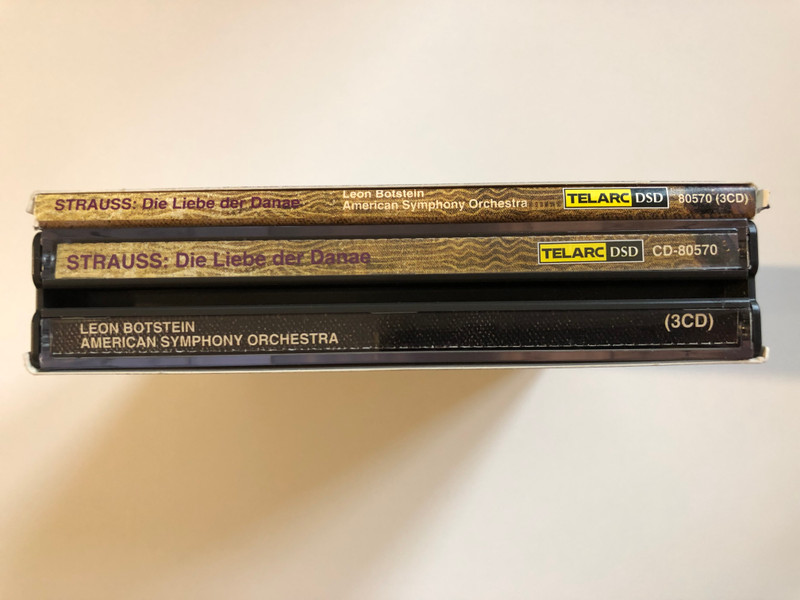 STRAUSS: Die Liebe der Danae
Leon Botstein
American Symphony Orchestra
TELARC DSD 80570 (3CD)
STRAUSS: Die Liebe der Danae
TELARC DSD CD-80570
LEON BOTSTEIN
AMERICAN SYMPHONY ORCHESTRA
(3CD)